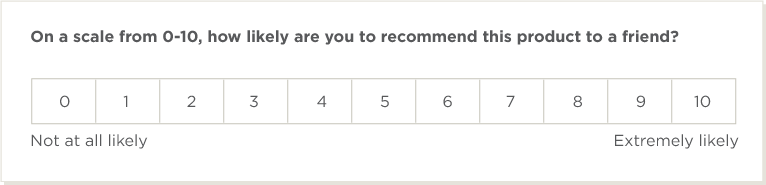 On a scale from 0-10, how likely are you to recommend this product to a friend?
0 1 2 3 4 5 6 7 8 9 10
Not at all likely Extremely likely